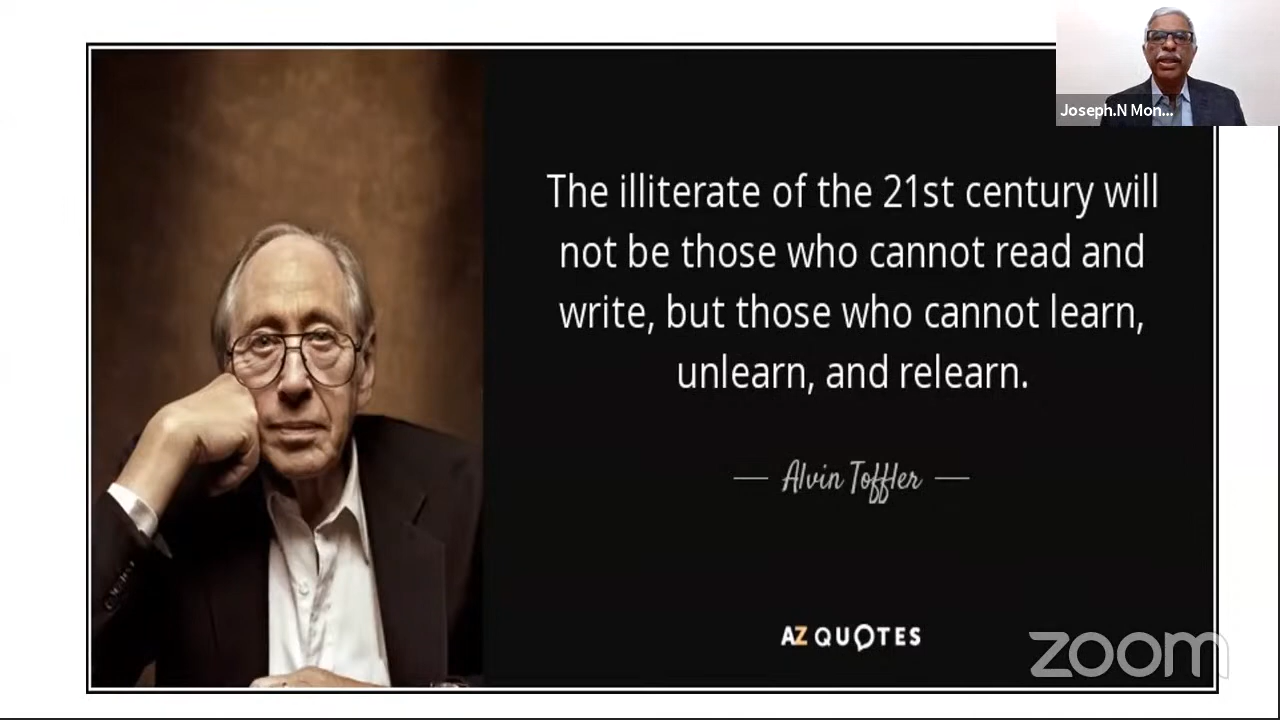 Joseph.N Mon...
The illiterate of the 21st century will
not be those who cannot read and
write, but those who cannot learn,
unlearn, and relearn.
— Alvin Toffler —
AZ QUOTES
zoom